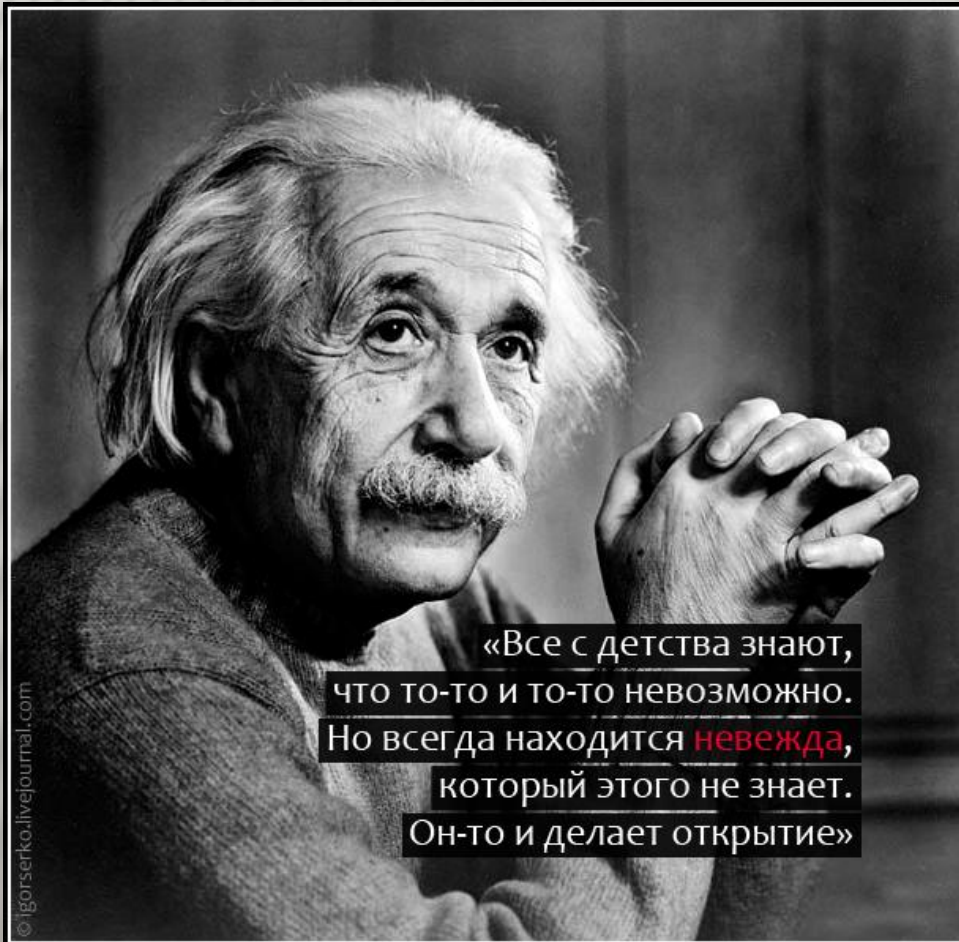 «Все с детства знают,
что то-то и то-то невозможно.
Но всегда находится невежда,
который этого не знает.
Он-то и делает открытие»
© igorserko.livejournal.com